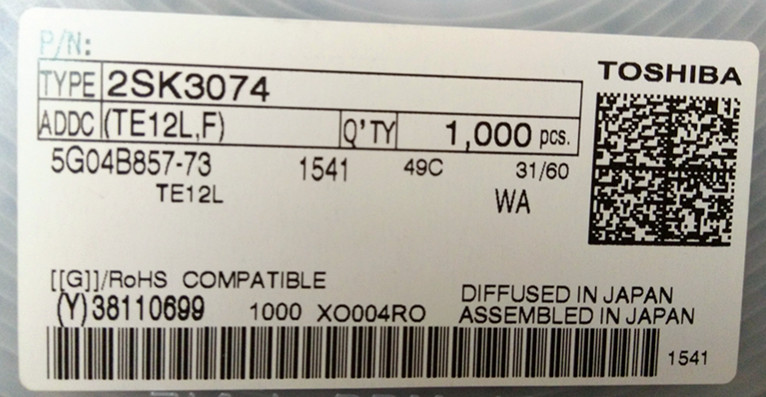 P/N:
TOSHIBA
TYPE 2SK3074
ADDC (TE12L,F) Q'TY 1,000 pcs.
5G04B857-73 1541 49C 31/60
TE12L WA
[[G]]/RoHS COMPATIBLE
DIFFUSED IN JAPAN
(Y)38110699 1000 XO004RO ASSEMBLED IN JAPAN
1541